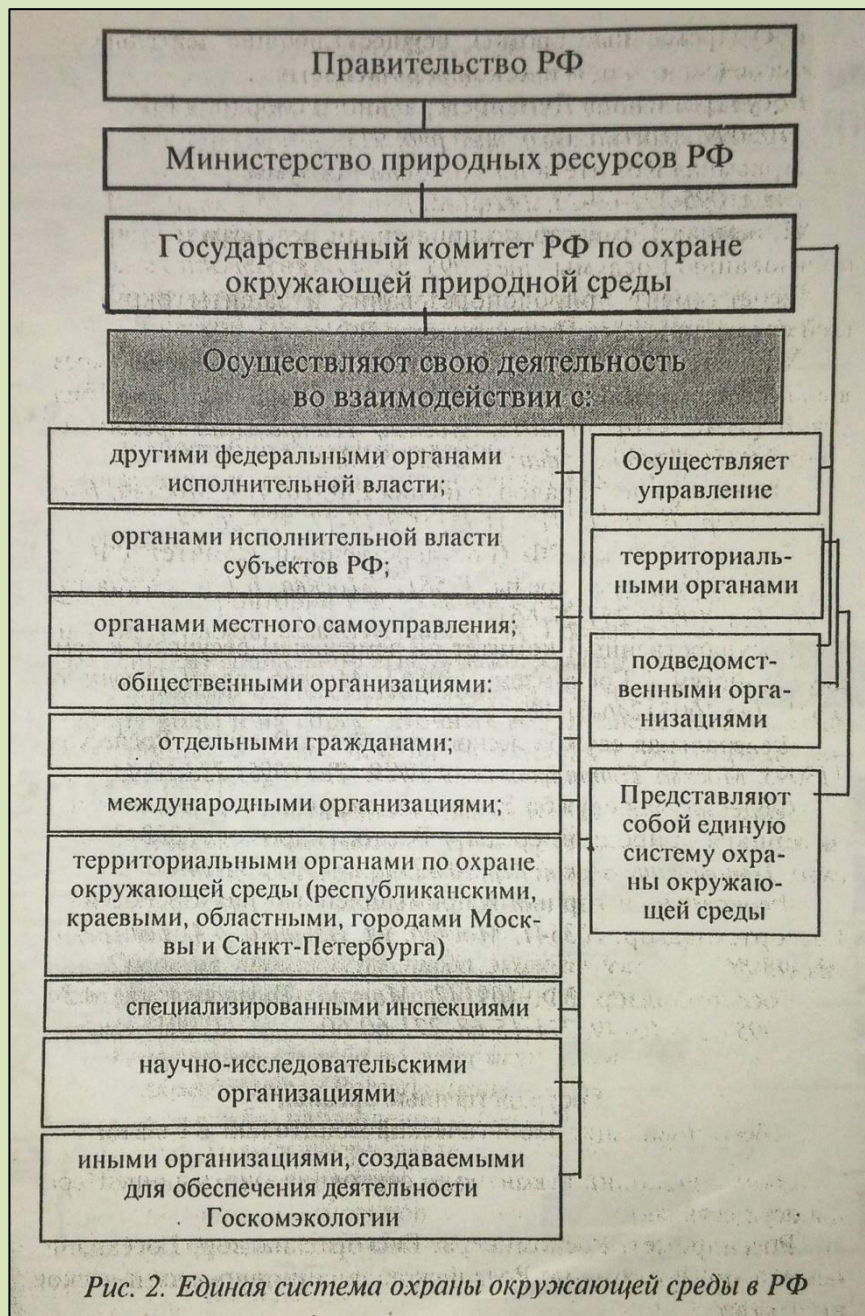 Правительство РФ
Министерство природных ресурсов РФ
Государственный комитет РФ по охране
окружающей природной среды
Осуществляют свою деятельность
во взаимодействии с:
другими федеральными органами
исполнительной власти;
органами исполнительной власти
субъектов РФ;
органами местного самоуправления;
общественными организациями:
отдельными гражданами;
международными организациями;
территориальными органами по охране
окружающей среды (республиканскими,
краевыми, областными, городами Моск-
вы и Санкт-Петербурга)
специализированными инспекциями
научно-исследовательскими
организациями
иными организациями, создаваемыми
для обеспечения деятельности
Госкомэкологии
Осуществляет
управление
территориаль-
ными органами
подведомст-
венными орга-
низациями
Представляют
собой единую
систему охра-
ны окружаю-
щей среды
Рис. 2. Единая система охраны окружающей среды в РФ